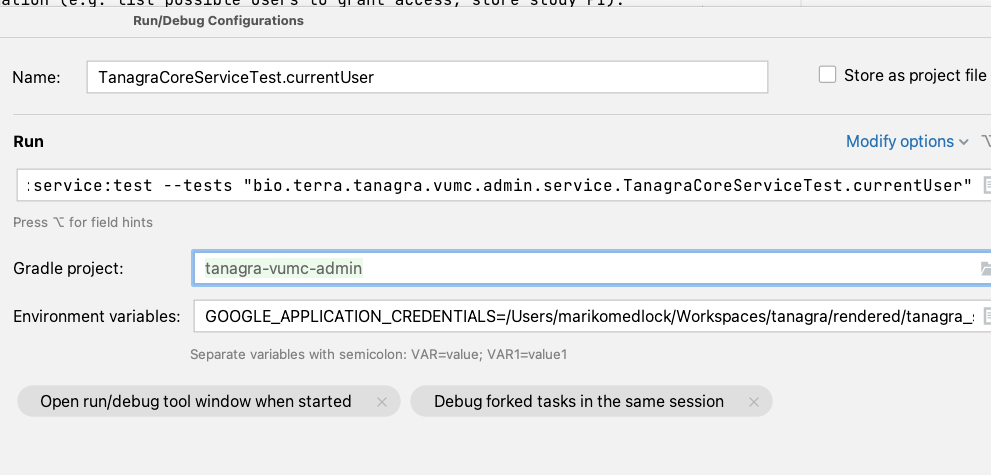 ation (e.g. list possible users to grant access, store study PI).
Run/Debug Configurations
Name: TanagraCoreServiceTest.currentUser Store as project file
Run Modify options
:service:test --tests "bio.terra.tanagra.vumc.admin.service.TanagraCoreServiceTest.currentUser"
Press ⌥ for field hints
Gradle project: tanagra-vumc-admin
Environment variables: GOOGLE_APPLICATION_CREDENTIALS=/Users/marikomedlock/Workspaces/tanagra/rendered/tanagra_s
Separate variables with semicolon: VAR=value; VAR1=value1
Open run/debug tool window when started × Debug forked tasks in the same session ×